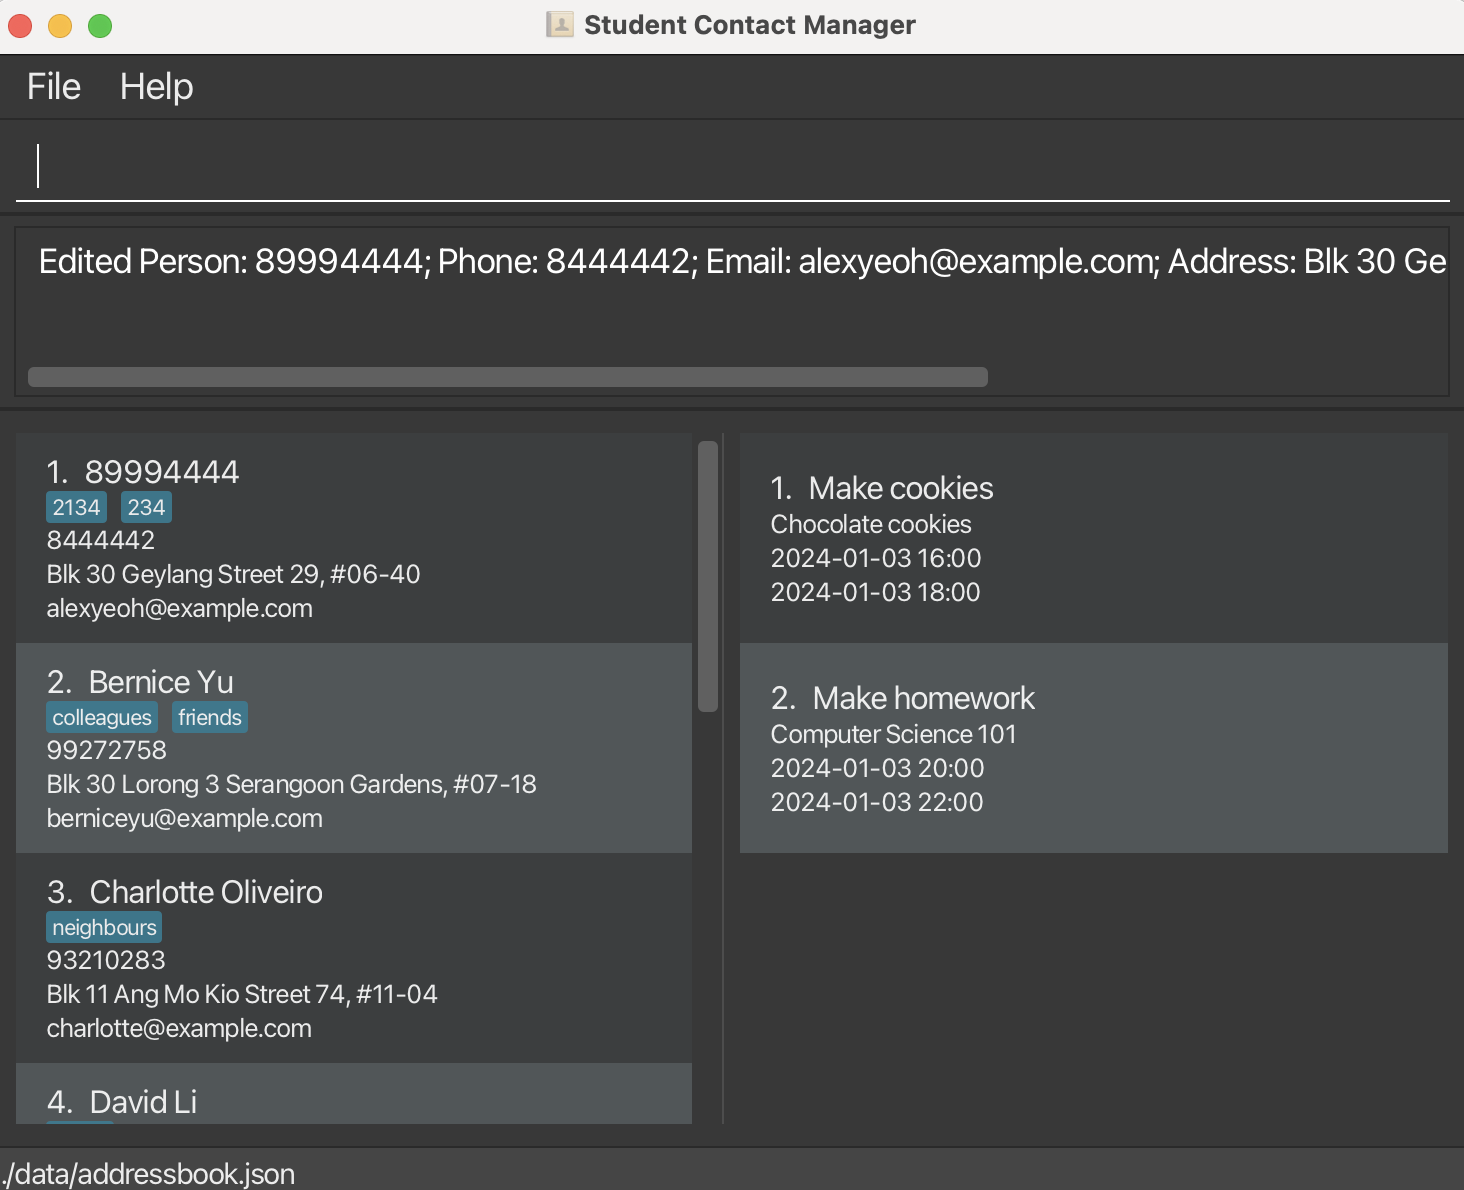 Student Contact Manager
File Help
Edited Person: 89994444; Phone: 8444442; Email: alexyeoh@example.com; Address: Blk 30 Ge
1. 89994444
2134 234
8444442
Blk 30 Geylang Street 29, #06-40
alexyeoh@example.com
2. Bernice Yu
colleagues friends
99272758
Blk 30 Lorong 3 Serangoon Gardens, #07-18
berniceyu@example.com
3. Charlotte Oliveiro
neighbours
93210283
Blk 11 Ang Mo Kio Street 74, #11-04
charlotte@example.com
4. David Li
1. Make cookies
Chocolate cookies
2024-01-03 16:00
2024-01-03 18:00
2. Make homework
Computer Science 101
2024-01-03 20:00
2024-01-03 22:00
./data/addressbook.json